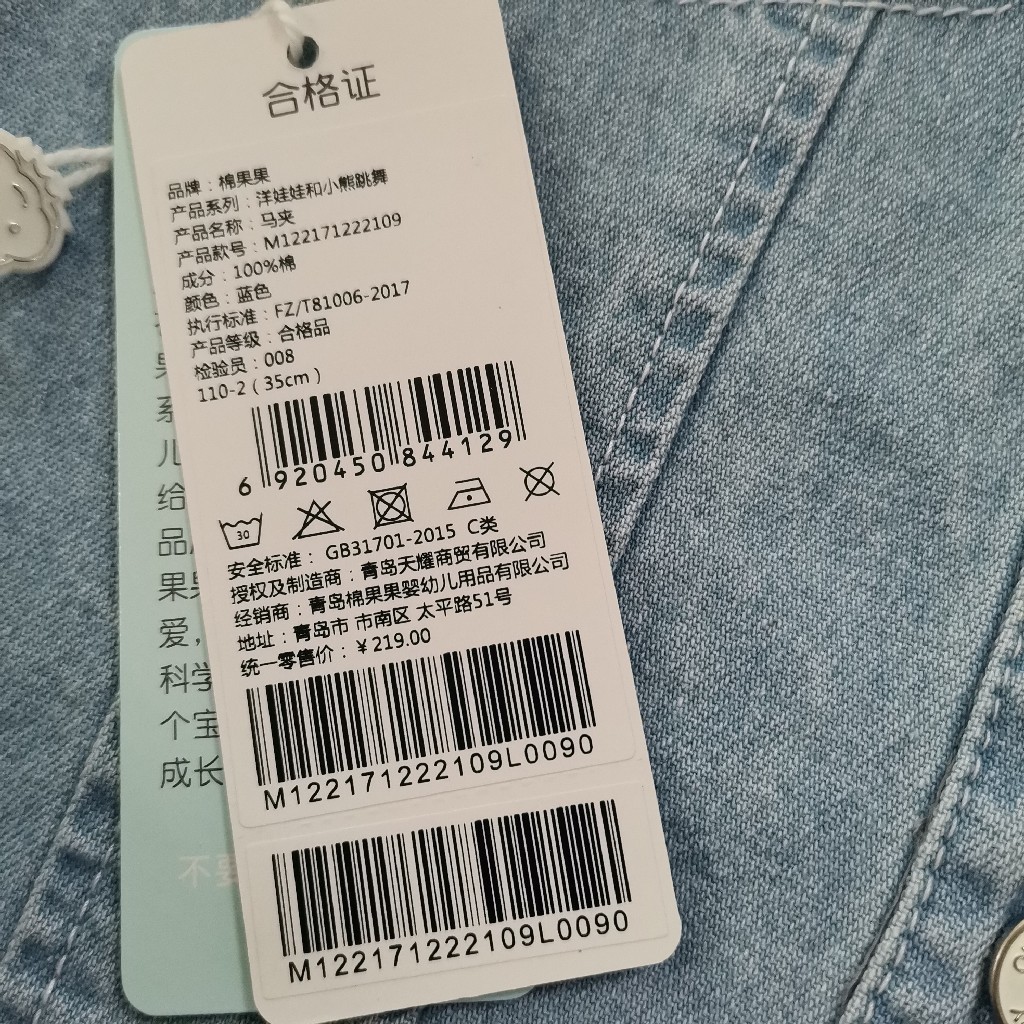 合格证
品牌：棉果果
产品系列：洋娃娃和小熊跳舞
产品名称：马夹
产品款号：M122171222109
成分：100%棉
颜色：蓝色
执行标准：FZ/T81006-2017
产品等级：合格品
检验员：008
110-2（35cm）
6 920450 844129
30
安全标准： GB31701-2015 C类
授权及制造商：青岛天耀商贸有限公司
经销商：青岛棉果果婴幼儿用品有限公司
地址：青岛市 市南区 太平路51号
统一零售价：￥219.00
M122171222109L0090
M122171222109L0090
系
儿
给
品
果果
爱，
科学
个宝
成长
不要